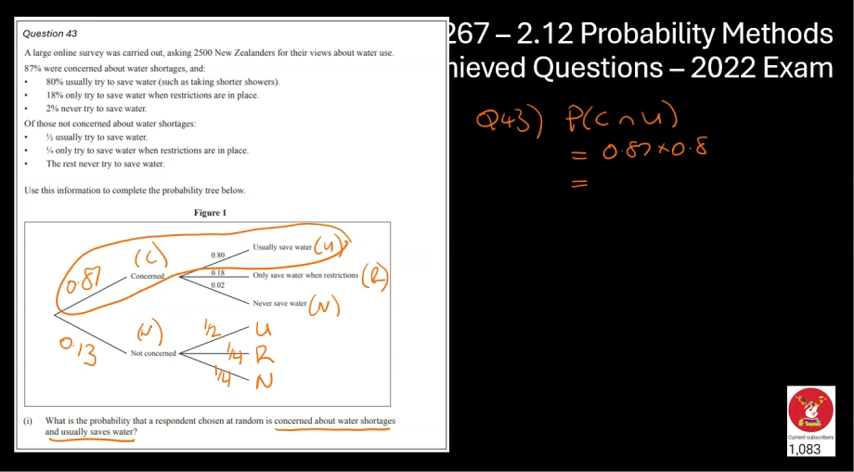 Question 43
A large online survey was carried out, asking 2500 New Zealanders for their views about water use.
87% were concerned about water shortages, and:
• 80% usually try to save water (such as taking shorter showers).
• 18% only try to save water when restrictions are in place.
• 2% never try to save water.
Of those not concerned about water shortages:
• ½ usually try to save water.
• ¼ only try to save water when restrictions are in place.
• The rest never try to save water.
Use this information to complete the probability tree below.
Figure 1
0.87
(C)
Concerned
0.80
Usually save water (U)
0.18
Only save water when restrictions (R)
0.02
Never save water (N)
0.13
(N)
Not concerned
1/2
U
1/4
R
1/4
N
(i) What is the probability that a respondent chosen at random is concerned about water shortages
and usually saves water?
267 – 2.12 Probability Methods
hieved Questions – 2022 Exam
Q43) P(C ∩ U)
= 0.87 × 0.8
=
Current subscribers
1,083